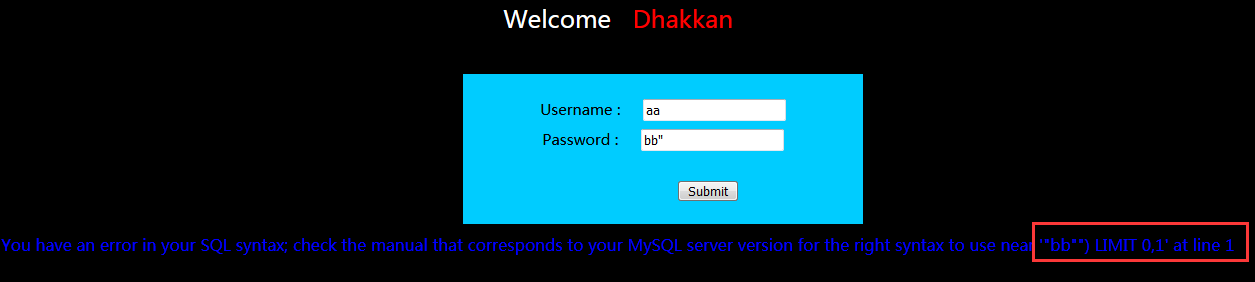 Welcome Dhakkan
Username : aa
Password : bb"
Submit
You have an error in your SQL syntax; check the manual that corresponds to your MySQL server version for the right syntax to use near '"bb"") LIMIT 0,1' at line 1